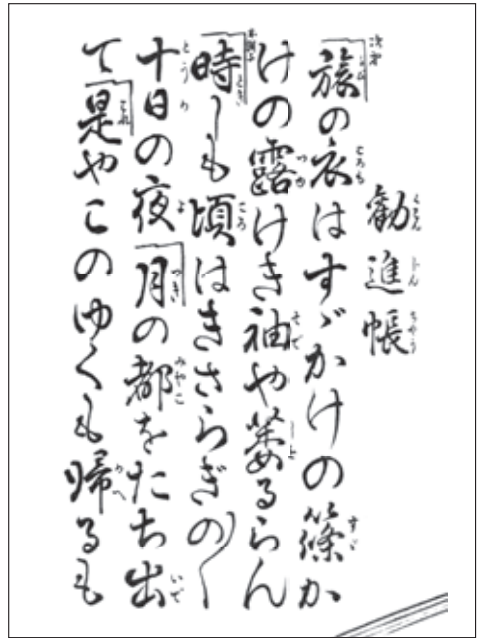 勧進帳
旅の衣はすゞかけの篠か
けの露けき袖や萎るらん
時しも頃はきさらぎの〱
十日の夜月の都をたち出
て是やこのゆくも帰るも